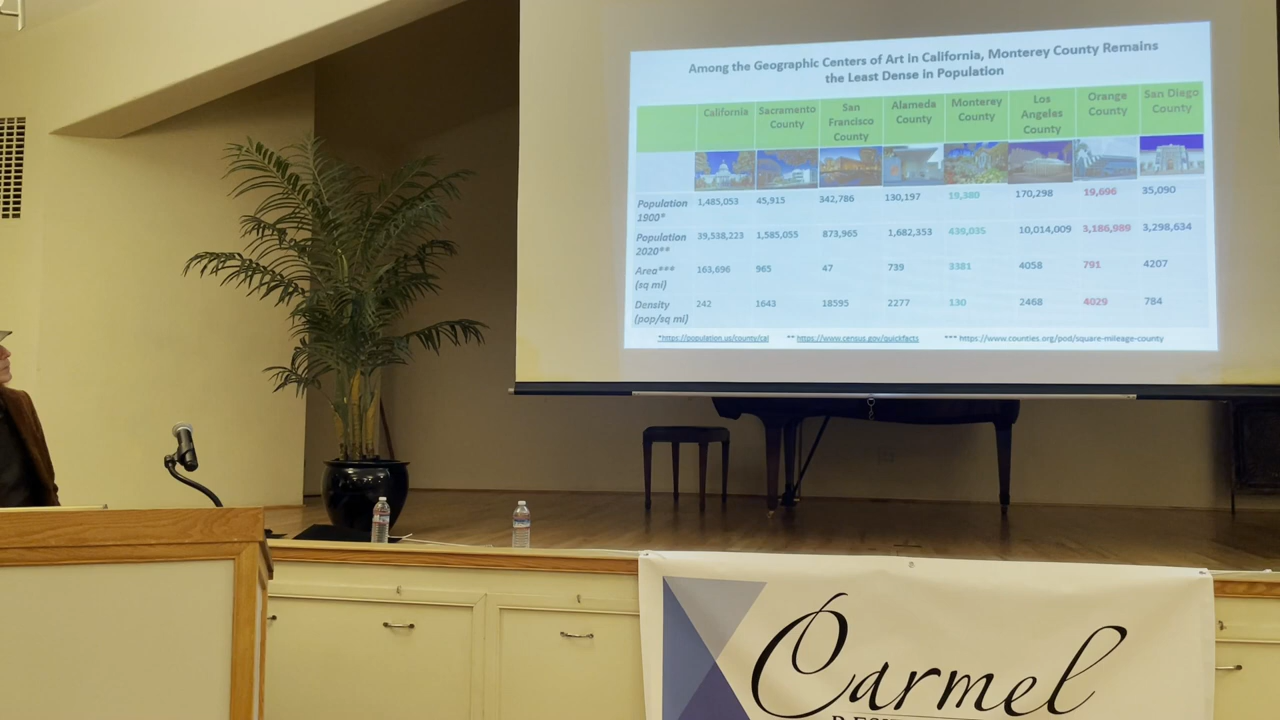 Among the Geographic Centers of Art in California, Monterey County Remains
the Least Dense in Population
California Sacramento County San Francisco County Alameda County Monterey County Los Angeles County Orange County San Diego County
Population 1900* 1,485,053 45,915 342,786 130,197 19,380 170,298 19,696 35,090
Population 2020** 39,538,223 1,585,055 873,965 1,682,353 439,035 10,014,009 3,186,989 3,298,634
Area*** (sq mi) 163,696 965 47 739 3381 4058 791 4207
Density (pop/sq mi) 242 1643 18595 2277 130 2468 4029 784
*https://population.us/county/cal ** https://www.census.gov/quickfacts *** https://www.counties.org/pod/square-mileage-county
Carmel